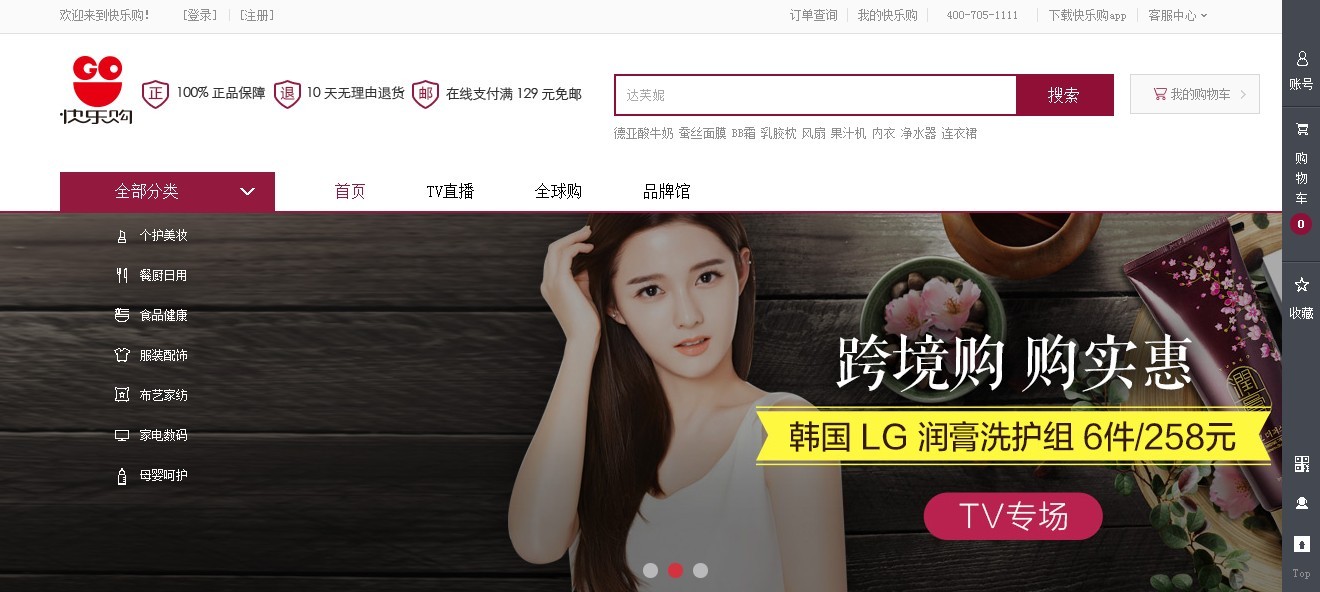 欢迎来到快乐购！ [登录] [注册] 订单查询 我的快乐购 400-705-1111 下载快乐购app 客服中心
GO
快乐购
正 100% 正品保障 退 10 天无理由退货 邮 在线支付满 129 元免邮
达芙妮 搜索 我的购物车
德亚酸牛奶 蚕丝面膜 BB霜 乳胶枕 风扇 果汁机 内衣 净水器 连衣裙
全部分类 首页 TV直播 全球购 品牌馆
个护美妆
餐厨日用
食品健康
服装配饰
布艺家纺
家电数码
母婴呵护
跨境购 购实惠
韩国 LG 润膏洗护组 6件/258元
TV专场
账号
购
物
车
0
收藏
Top